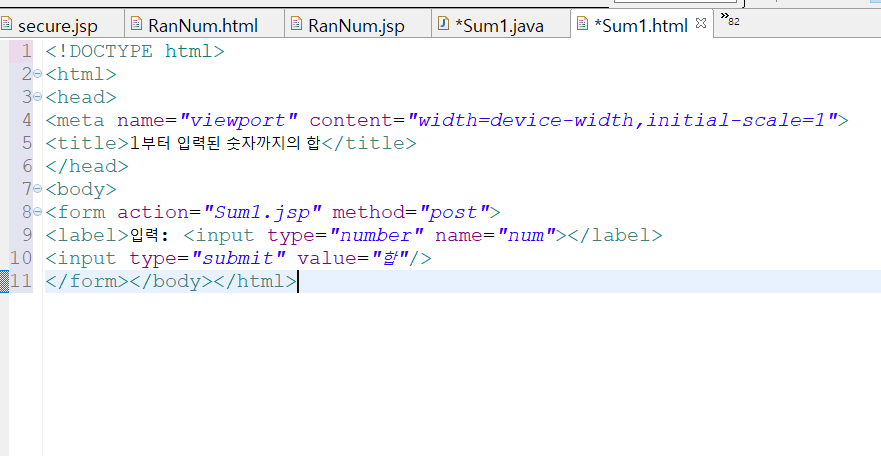 secure.jsp RanNum.html RanNum.jsp *Sum1.java *Sum1.html 82
1 <!DOCTYPE html>
2 <html>
3 <head>
4 <meta name="viewport" content="width=device-width,initial-scale=1">
5 <title>1부터 입력된 숫자까지의 합</title>
6 </head>
7 <body>
8 <form action="Sum1.jsp" method="post">
9 <label>입력: <input type="number" name="num"></label>
10 <input type="submit" value="합"/>
11 </form></body></html>